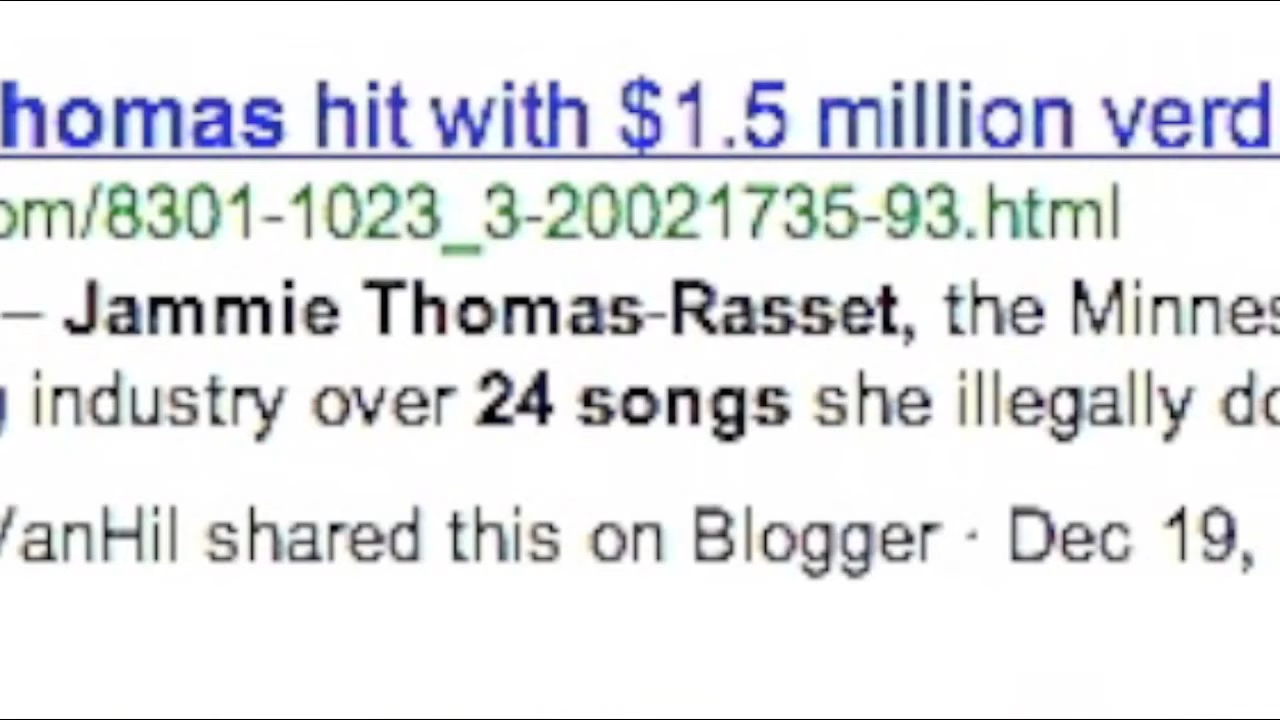 homas hit with $1.5 million verd
om/8301-1023_3-20021735-93.html
– Jammie Thomas-Rasset, the Minnes
industry over 24 songs she illegally do
VanHil shared this on Blogger · Dec 19,